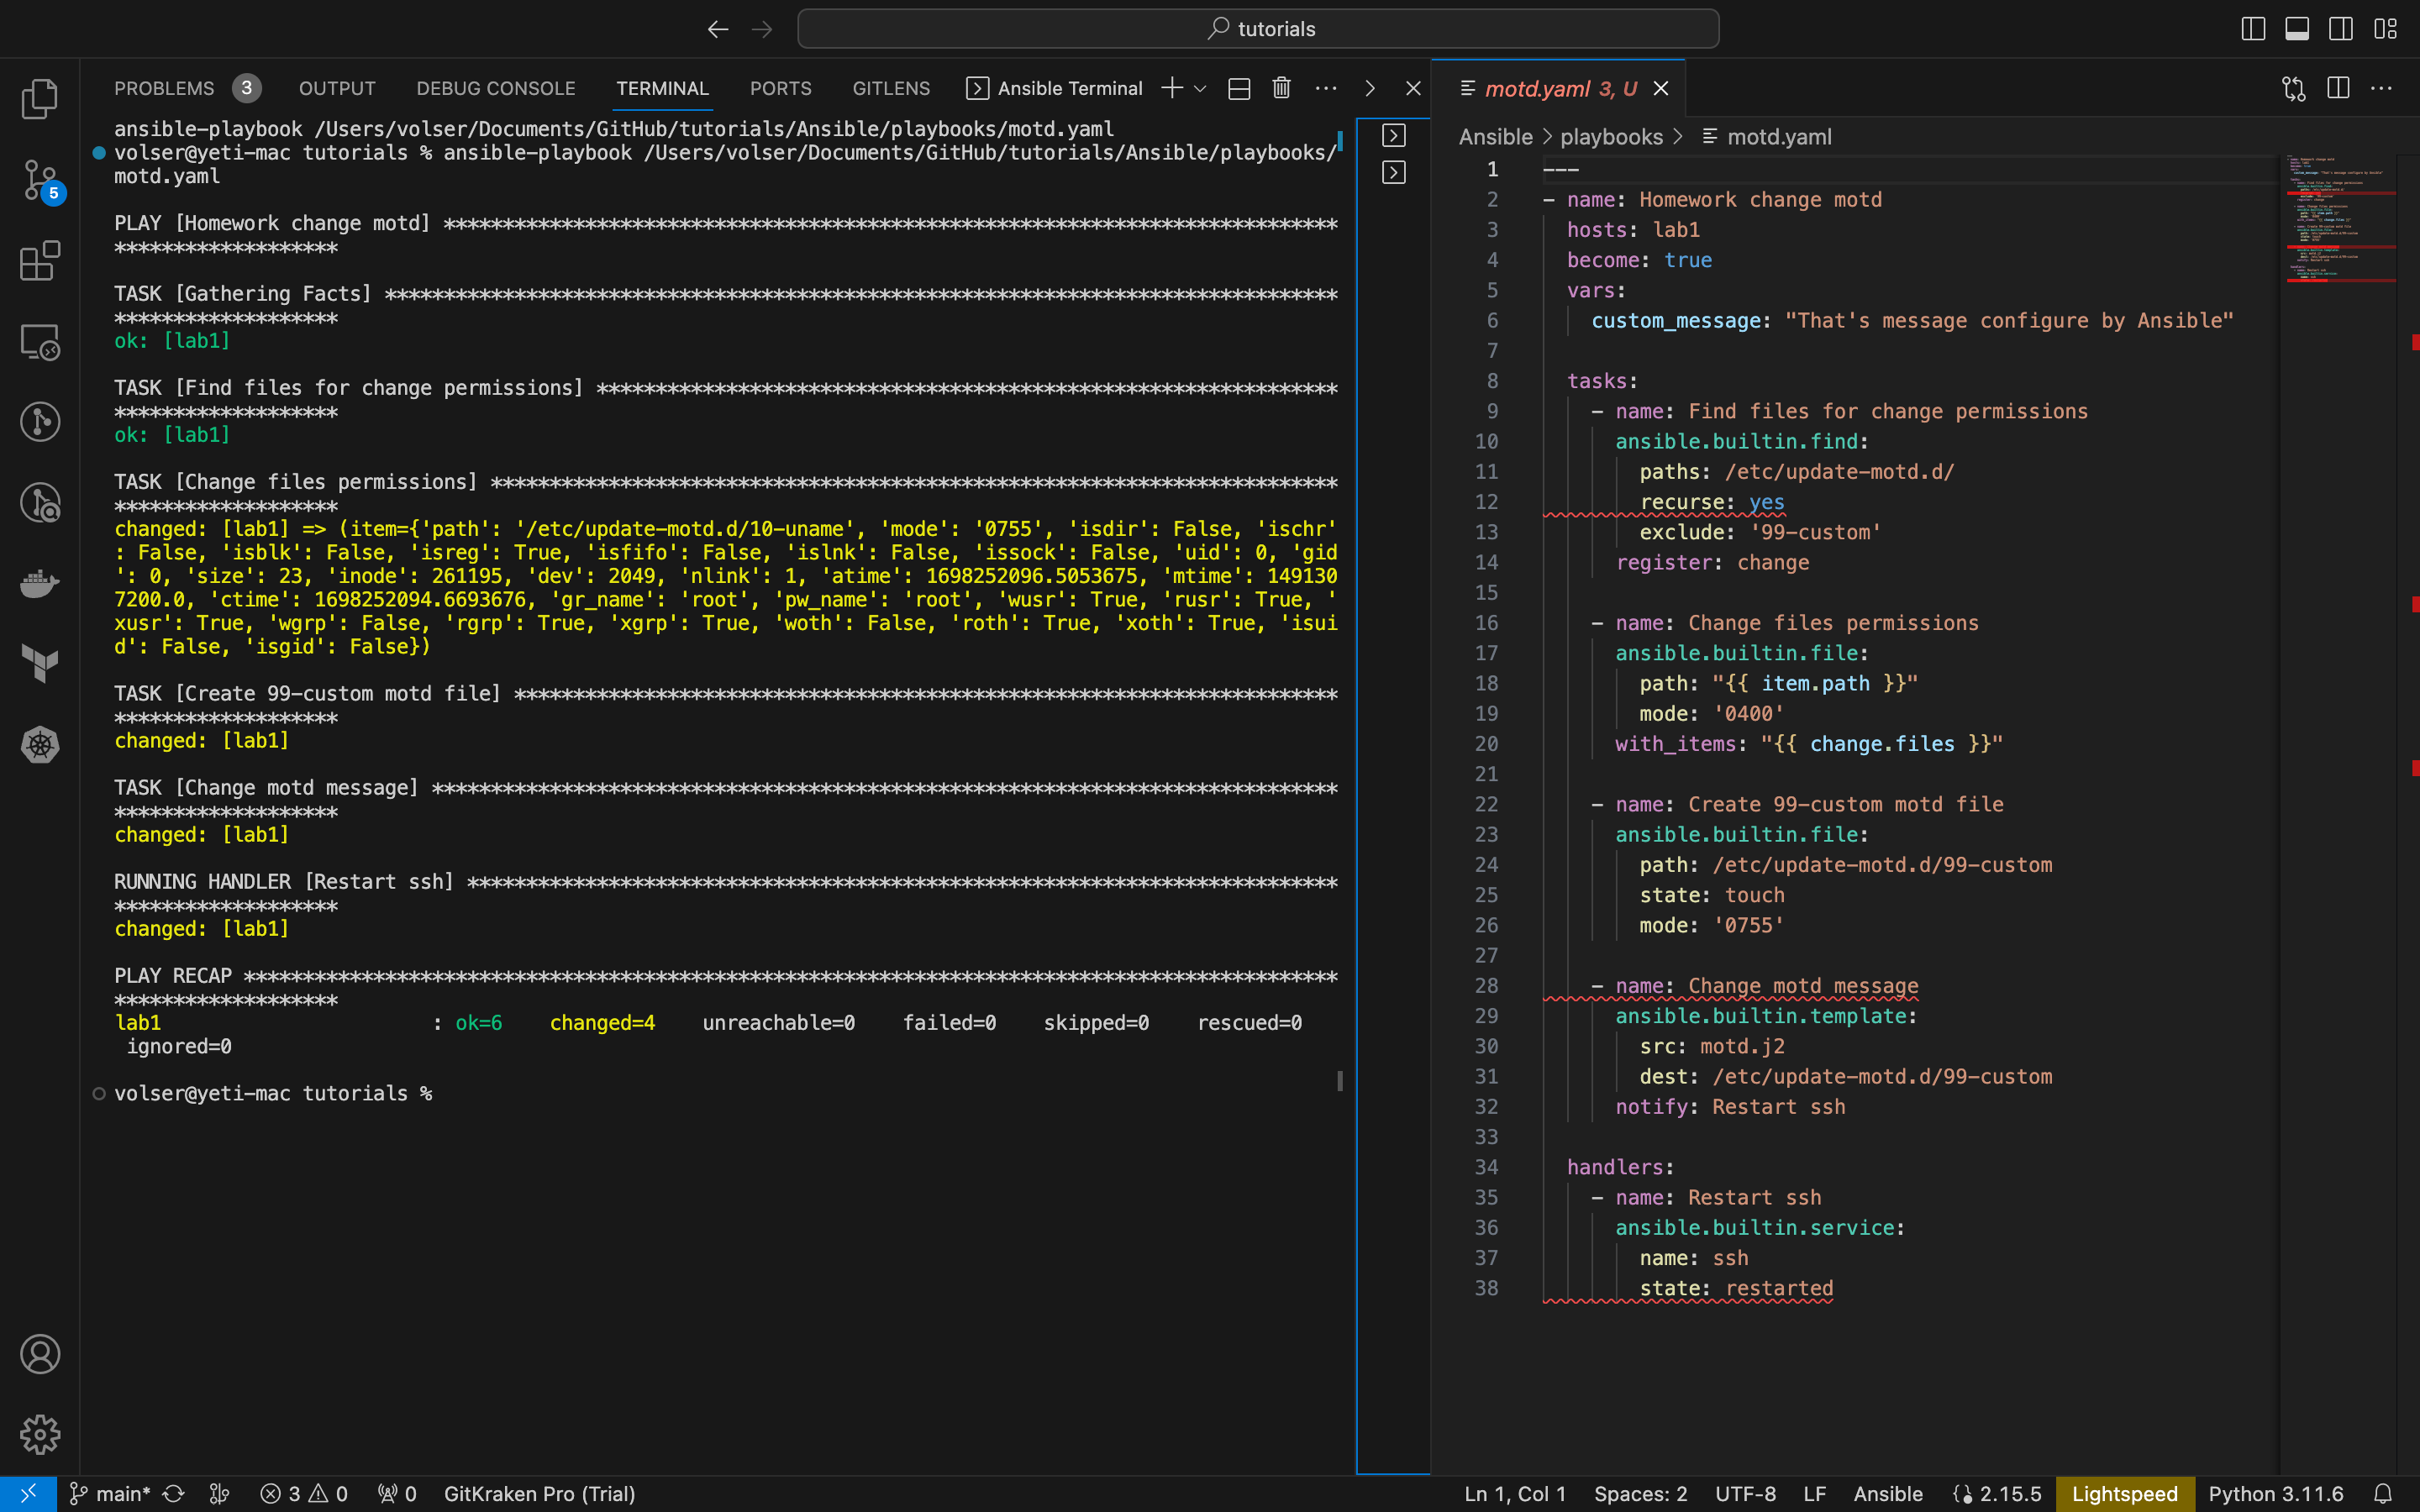 tutorials
PROBLEMS 3 OUTPUT DEBUG CONSOLE TERMINAL PORTS GITLENS Ansible Terminal
ansible-playbook /Users/volser/Documents/GitHub/tutorials/Ansible/playbooks/motd.yaml
volser@yeti-mac tutorials % ansible-playbook /Users/volser/Documents/GitHub/tutorials/Ansible/playbooks/
motd.yaml
PLAY [Homework change motd] ****************************************************************************
*******************
TASK [Gathering Facts] *********************************************************************************
*******************
ok: [lab1]
TASK [Find files for change permissions] ***************************************************************
*******************
ok: [lab1]
TASK [Change files permissions] ************************************************************************
*******************
changed: [lab1] => (item={'path': '/etc/update-motd.d/10-uname', 'mode': '0755', 'isdir': False, 'ischr'
: False, 'isblk': False, 'isreg': True, 'isfifo': False, 'islnk': False, 'issock': False, 'uid': 0, 'gid
': 0, 'size': 23, 'inode': 261195, 'dev': 2049, 'nlink': 1, 'atime': 1698252096.5053675, 'mtime': 149130
7200.0, 'ctime': 1698252094.6693676, 'gr_name': 'root', 'pw_name': 'root', 'wusr': True, 'rusr': True, '
xusr': True, 'wgrp': False, 'rgrp': True, 'xgrp': True, 'woth': False, 'roth': True, 'xoth': True, 'isui
d': False, 'isgid': False})
TASK [Create 99-custom motd file] **********************************************************************
*******************
changed: [lab1]
TASK [Change motd message] *****************************************************************************
*******************
changed: [lab1]
RUNNING HANDLER [Restart ssh] **************************************************************************
*******************
changed: [lab1]
PLAY RECAP *********************************************************************************************
*******************
lab1 : ok=6 changed=4 unreachable=0 failed=0 skipped=0 rescued=0
ignored=0
volser@yeti-mac tutorials %
motd.yaml 3, U
Ansible > playbooks > motd.yaml
1 ---
2 - name: Homework change motd
3 hosts: lab1
4 become: true
5 vars:
6 custom_message: "That's message configure by Ansible"
7
8 tasks:
9 - name: Find files for change permissions
10 ansible.builtin.find:
11 paths: /etc/update-motd.d/
12 recurse: yes
13 exclude: '99-custom'
14 register: change
15
16 - name: Change files permissions
17 ansible.builtin.file:
18 path: "{{ item.path }}"
19 mode: '0400'
20 with_items: "{{ change.files }}"
21
22 - name: Create 99-custom motd file
23 ansible.builtin.file:
24 path: /etc/update-motd.d/99-custom
25 state: touch
26 mode: '0755'
27
28 - name: Change motd message
29 ansible.builtin.template:
30 src: motd.j2
31 dest: /etc/update-motd.d/99-custom
32 notify: Restart ssh
33
34 handlers:
35 - name: Restart ssh
36 ansible.builtin.service:
37 name: ssh
38 state: restarted
5
main* 3 0 0 GitKraken Pro (Trial) Ln 1, Col 1 Spaces: 2 UTF-8 LF Ansible 2.15.5 Lightspeed Python 3.11.6